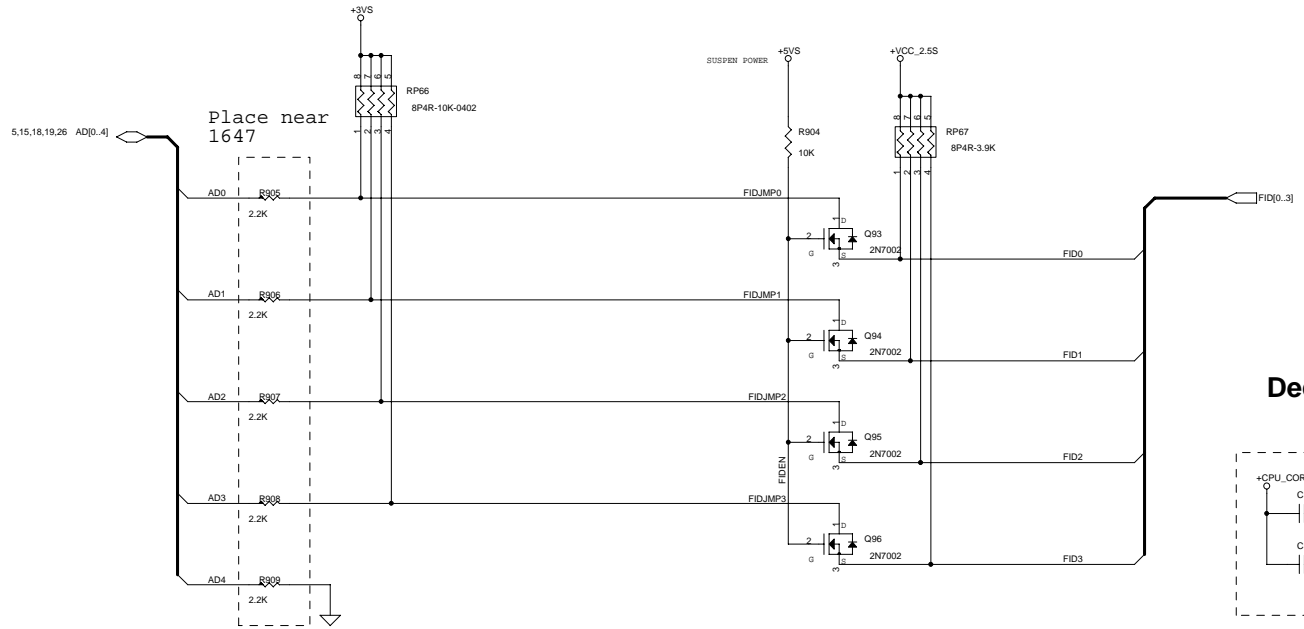 +3VS
+5VS
+VCC_2.5S
SUSPEN POWER
8 7 6 5
RP66
8P4R-10K-0402
1 2 3 4
Place near
1647
5,15,18,19,26 AD[0..4]
R904
10K
8 7 6 5
RP67
8P4R-3.9K
1 2 3 4
AD0 R905
2.2K
FIDJMP0
FID[0..3]
1 D
2 G
3 S
Q93
2N7002
FID0
AD1 R906
2.2K
FIDJMP1
1 D
2 G
3 S
Q94
2N7002
FID1
AD2 R907
2.2K
FIDJMP2
1 D
2 G
3 S
Q95
2N7002
FID2
FIDEN
AD3 R908
2.2K
FIDJMP3
1 D
2 G
3 S
Q96
2N7002
FID3
AD4 R909
2.2K
+CPU_COR
C
C